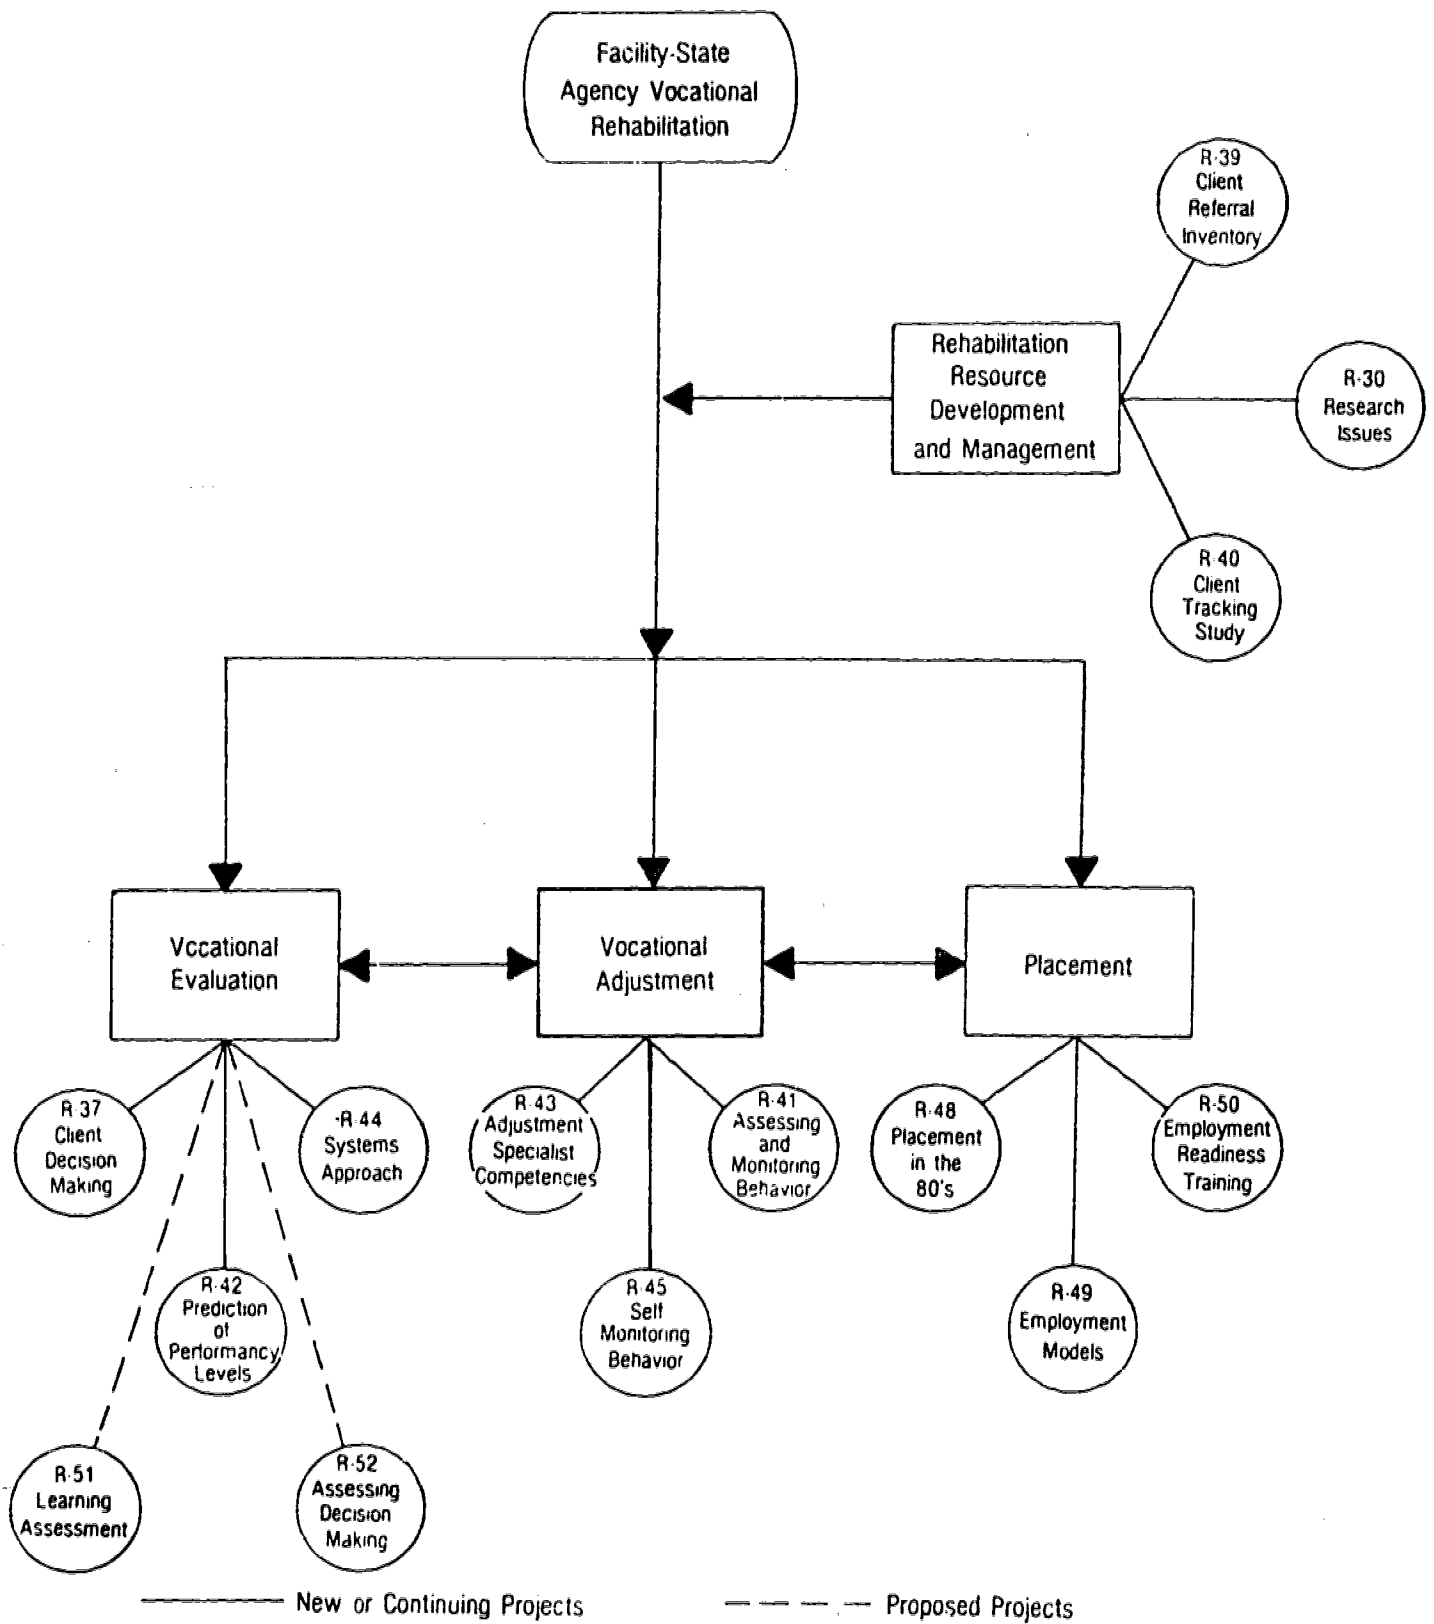 Facility-State
Agency Vocational
Rehabilitation
R-39
Client
Referral
Inventory
Rehabilitation
Resource
Development
and Management
R-30
Research
Issues
R-40
Client
Tracking
Study
Vccational
Evaluation
Vocational
Adjustment
Placement
R-37
Client
Decision
Making
R-44
Systems
Approach
R-43
Adjustment
Specialist
Competencies
R-41
Assessing
and
Monitoring
Behavior
R-48
Placement
in the
80's
R-50
Employment
Readiness
Training
R-42
Prediction
of
Performancy
Levels
R-45
Self
Monitoring
Behavior
R-49
Employment
Models
R-51
Learning
Assessment
R-52
Assessing
Decision
Making
New or Continuing Projects
Proposed Projects